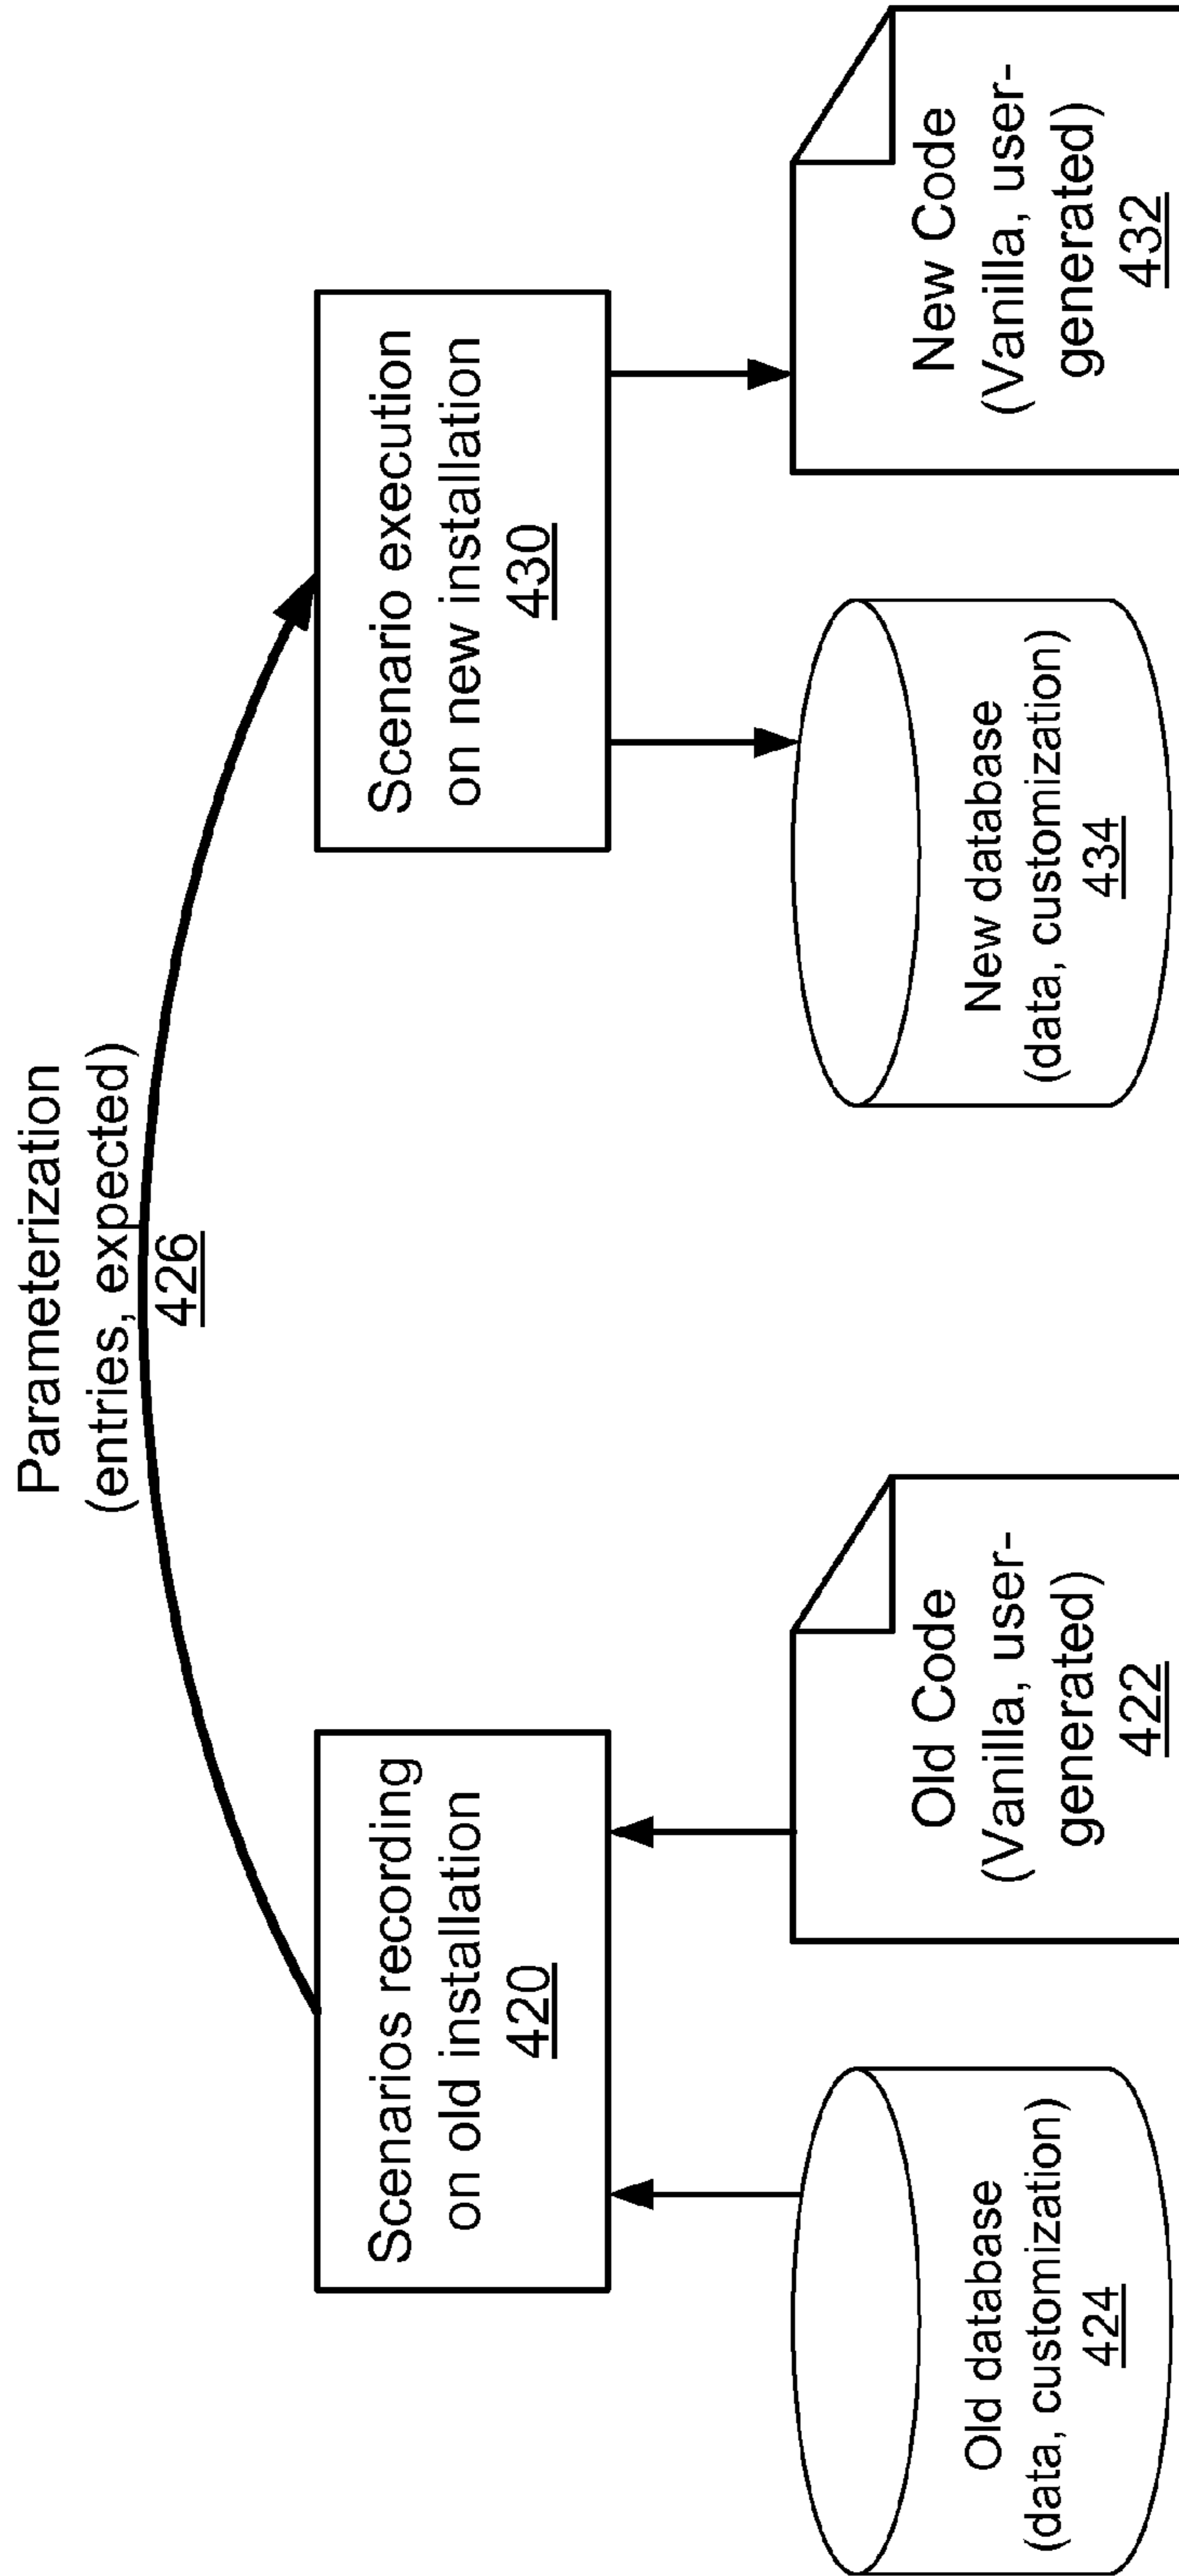 Parameterization
(entries, expected)
426
Scenarios recording
on old installation
420
Scenario execution
on new installation
430
Old database
(data, customization)
424
Old Code
(Vanilla, user-
generated)
422
New database
(data, customization)
434
New Code
(Vanilla, user-
generated)
432